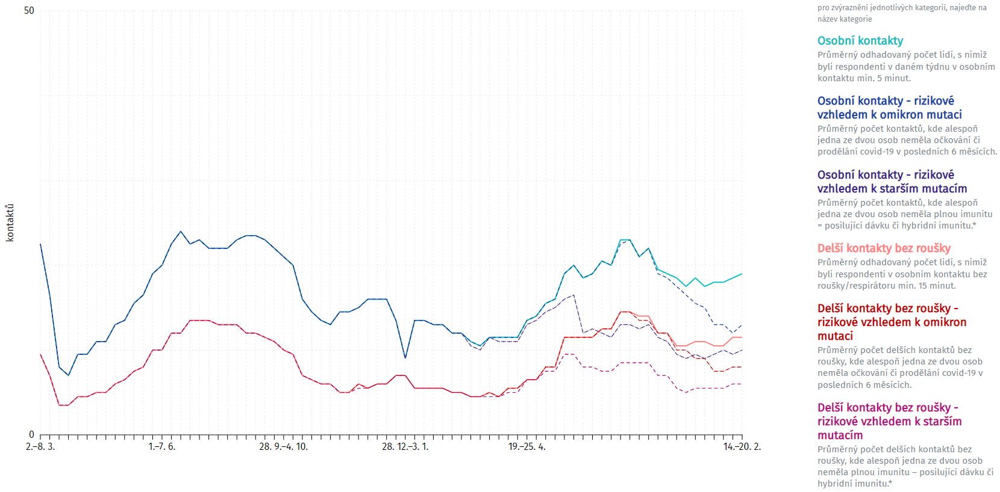 50
kontaktů
0
2.–8. 3.
1.–7. 6.
28. 9.–4. 10.
28. 12.–3. 1.
19.–25. 4.
14.–20. 2.
pro zvýraznění jednotlivých kategorií, najeďte na
název kategorie
Osobní kontakty
Průměrný odhadovaný počet lidí, s nimiž
byli respondenti v daném týdnu v osobním
kontaktu min. 5 minut.
Osobní kontakty - rizikové
vzhledem k omikron mutaci
Průměrný počet kontaktů, kde alespoň
jedna ze dvou osob neměla očkování či
prodělání covid-19 v posledních 6 měsících.
Osobní kontakty - rizikové
vzhledem k starším mutacím
Průměrný počet kontaktů, kde alespoň
jedna ze dvou osob neměla plnou imunitu
= posilující dávku či hybridní imunitu.*
Delší kontakty bez roušky
Průměrný odhadovaný počet lidí, s nimiž
byli respondenti v osobním kontaktu bez
roušky/respirátoru min. 15 minut.
Delší kontakty bez roušky -
rizikové vzhledem k omikron
mutaci
Průměrný počet delších kontaktů bez
roušky, kde alespoň jedna ze dvou osob
neměla očkování či prodělání covid-19 v
posledních 6 měsících.
Delší kontakty bez roušky -
rizikové vzhledem k starším
mutacím
Průměrný počet delších kontaktů bez
roušky, kde alespoň jedna ze dvou osob
neměla plnou imunitu – posilující dávku či
hybridní imunitu.*